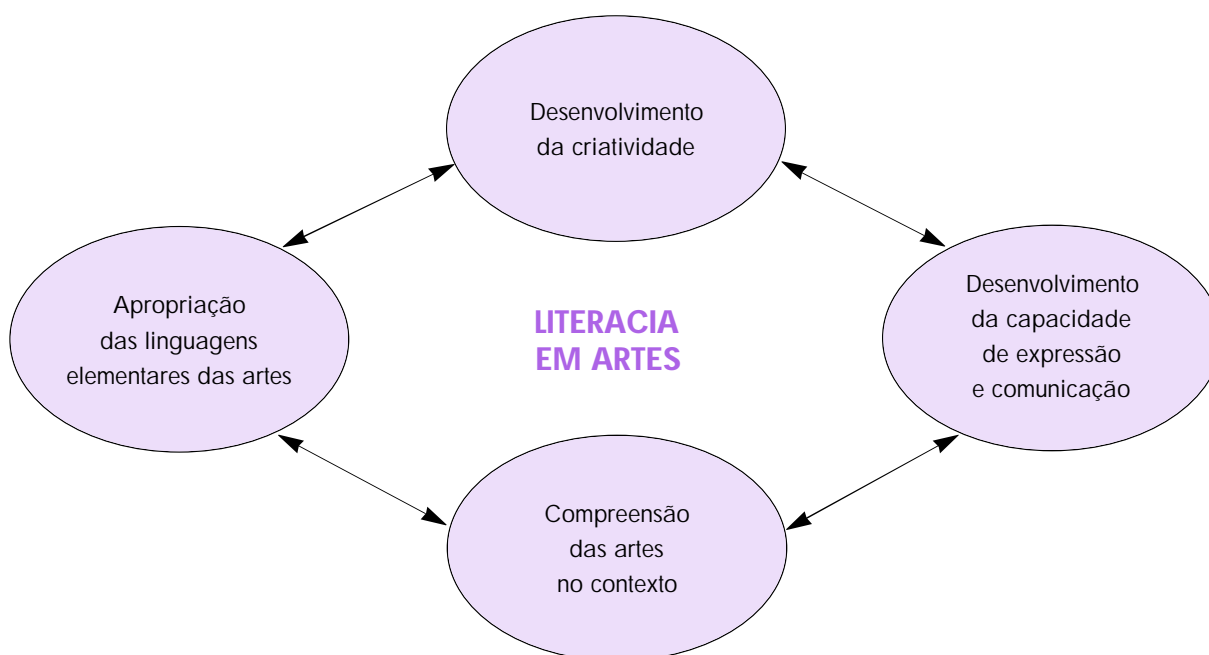 Desenvolvimento
da criatividade
Apropriação
das linguagens
elementares das artes
LITERACIA
EM ARTES
Desenvolvimento
da capacidade
de expressão
e comunicação
Compreensão
das artes
no contexto